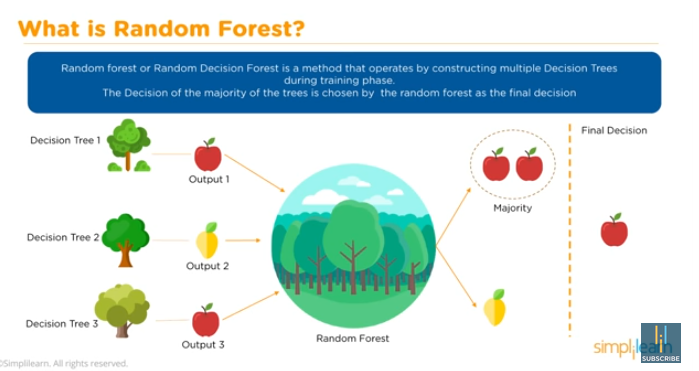 What is Random Forest?
Random forest or Random Decision Forest is a method that operates by constructing multiple Decision Trees
during training phase.
The Decision of the majority of the trees is chosen by the random forest as the final decision
Decision Tree 1
Output 1
Decision Tree 2
Output 2
Decision Tree 3
Output 3
Random Forest
Majority
Final Decision
simplilearn
SUBSCRIBE
©Simplilearn. All rights reserved.